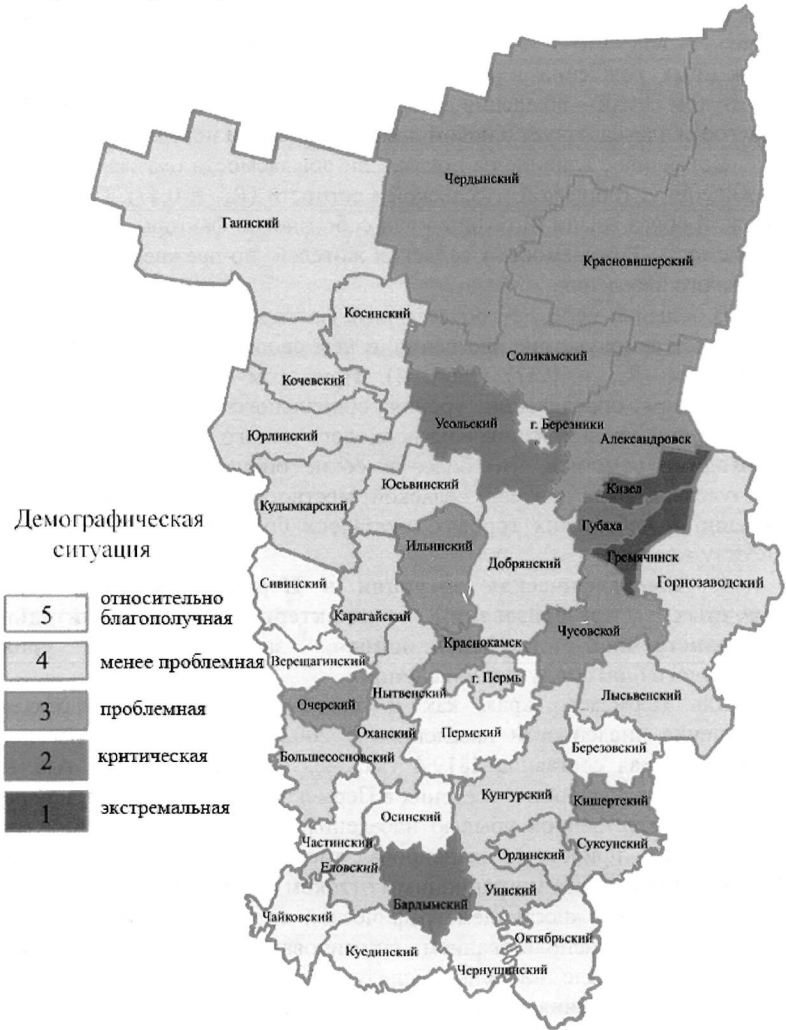 Чердынский
Гаинский
Красновишерский
Косинский
Соликамский
Кочевский
Усольский
г. Березники
Юрлинский
Александровск
Юсьвинский
Кизел
Кудымкарский
Демографическая
ситуация
Губаха
Ильинский
Гремячинск
Добрянский
Сивинский
Горнозаводский
5 относительно
благополучная
Карагайский
Чусовской
Краснокамск
4 менее проблемная
Верещагинский
г. Пермь
Нытвенский
Лысьвенский
3 проблемная
Очерский
Оханский
Пермский
Березовский
2 критическая
Большесосновский
Кунгурский
Кишертский
1 экстремальная
Осинский
Частинский
Суксунский
Ординский
Еловский
Уинский
Бардымский
Чайковский
Октябрьский
Куединский
Чернушинский